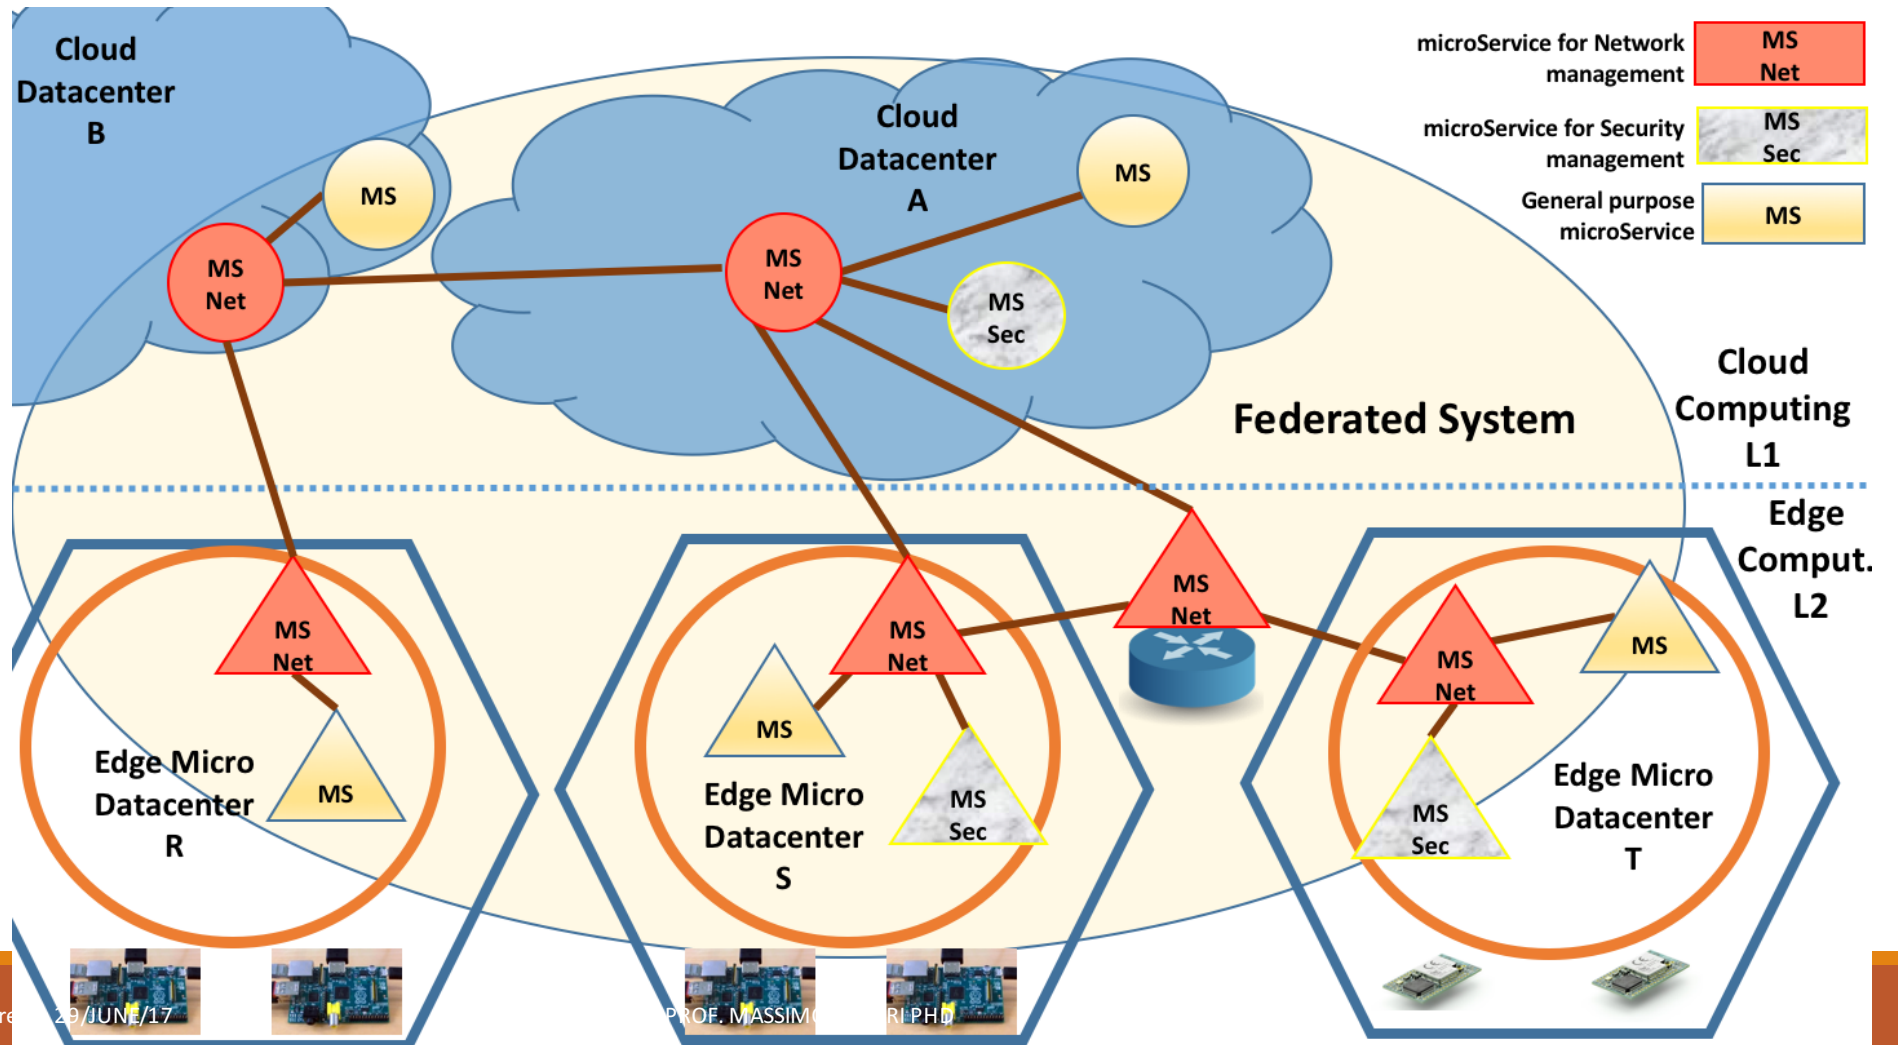 Cloud
Datacenter
B
MS
MS
Net
Cloud
Datacenter
A
MS
MS
Net
MS
Sec
microService for Network
management
MS
Net
microService for Security
management
MS
Sec
General purpose
microService
MS
Federated System
Cloud
Computing
L1
Edge
Comput.
L2
MS
Net
MS
Edge Micro
Datacenter
R
MS
Net
MS
MS
Sec
Edge Micro
Datacenter
S
MS
Net
MS
Net
MS
MS
Sec
Edge Micro
Datacenter
T
29/JUNE/17
PROF. PHD